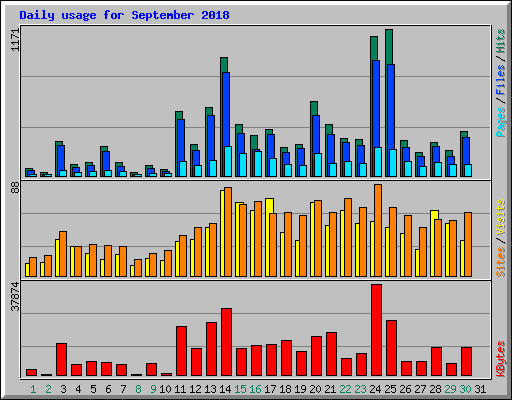 Daily usage for September 2018
1171
Pages / Files / Hits
88
Sites / Visits
37874
KBytes
1 2 3 4 5 6 7 8 9 10 11 12 13 14 15 16 17 18 19 20 21 22 23 24 25 26 27 28 29 30 31